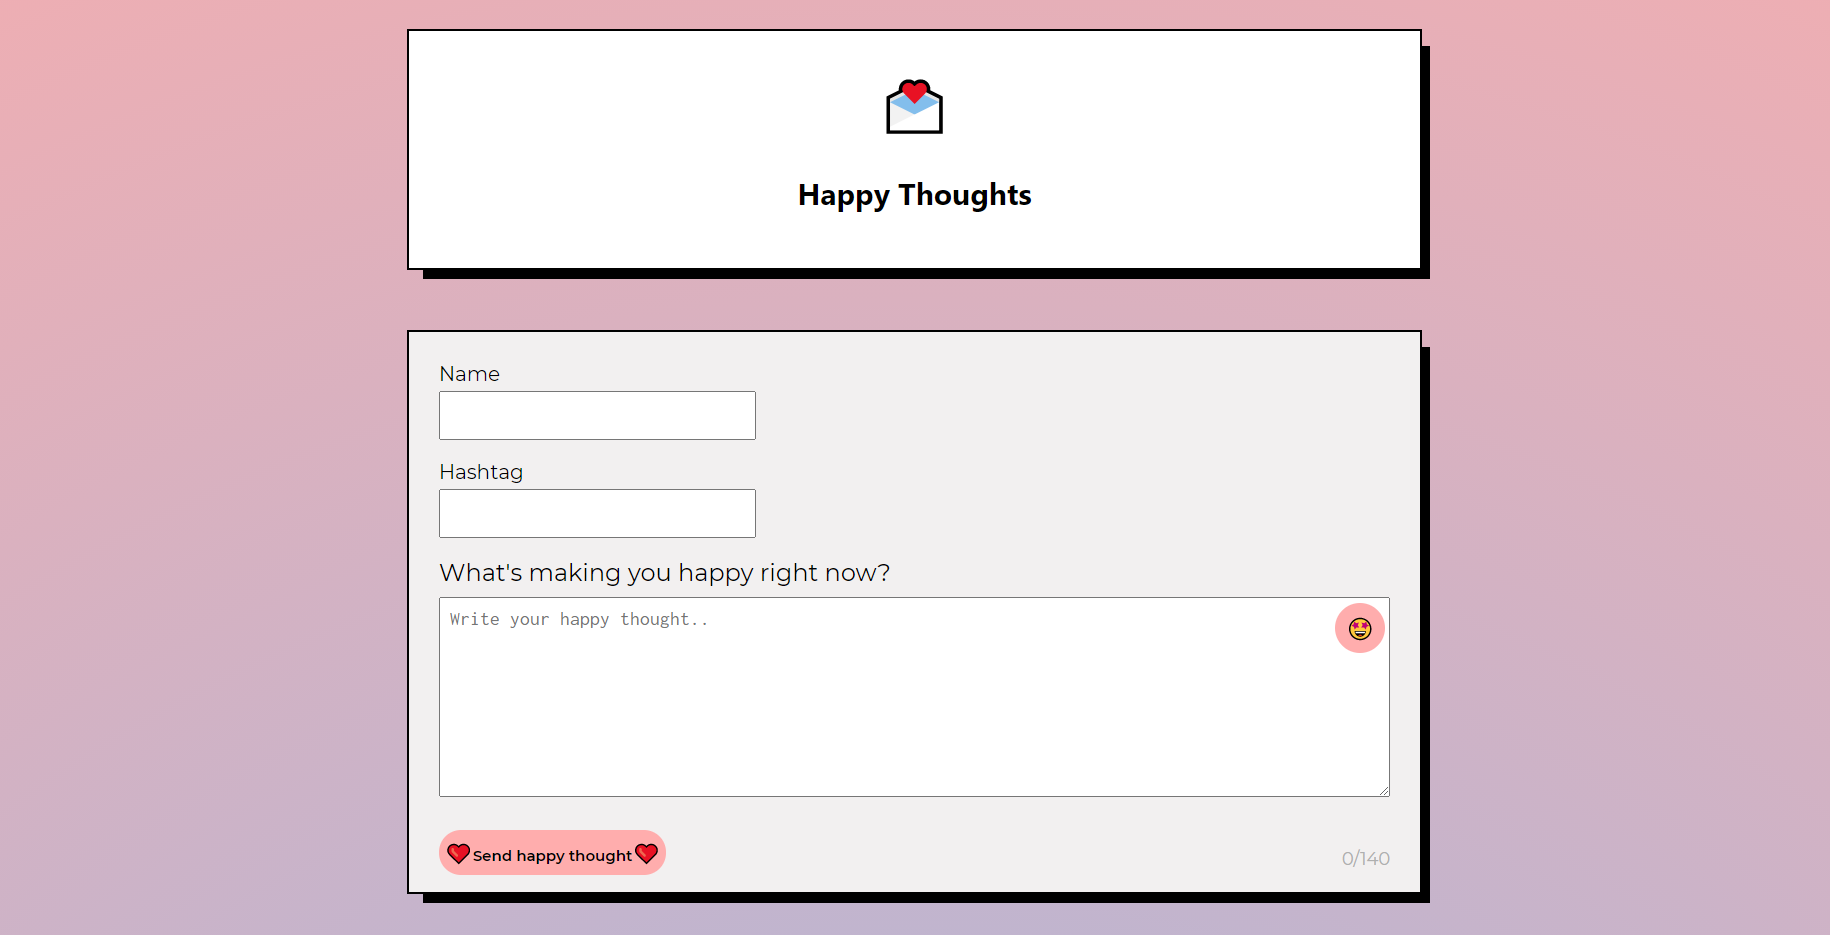 Happy Thoughts
Name
Hashtag
What's making you happy right now?
Write your happy thought..
Send happy thought
0/140